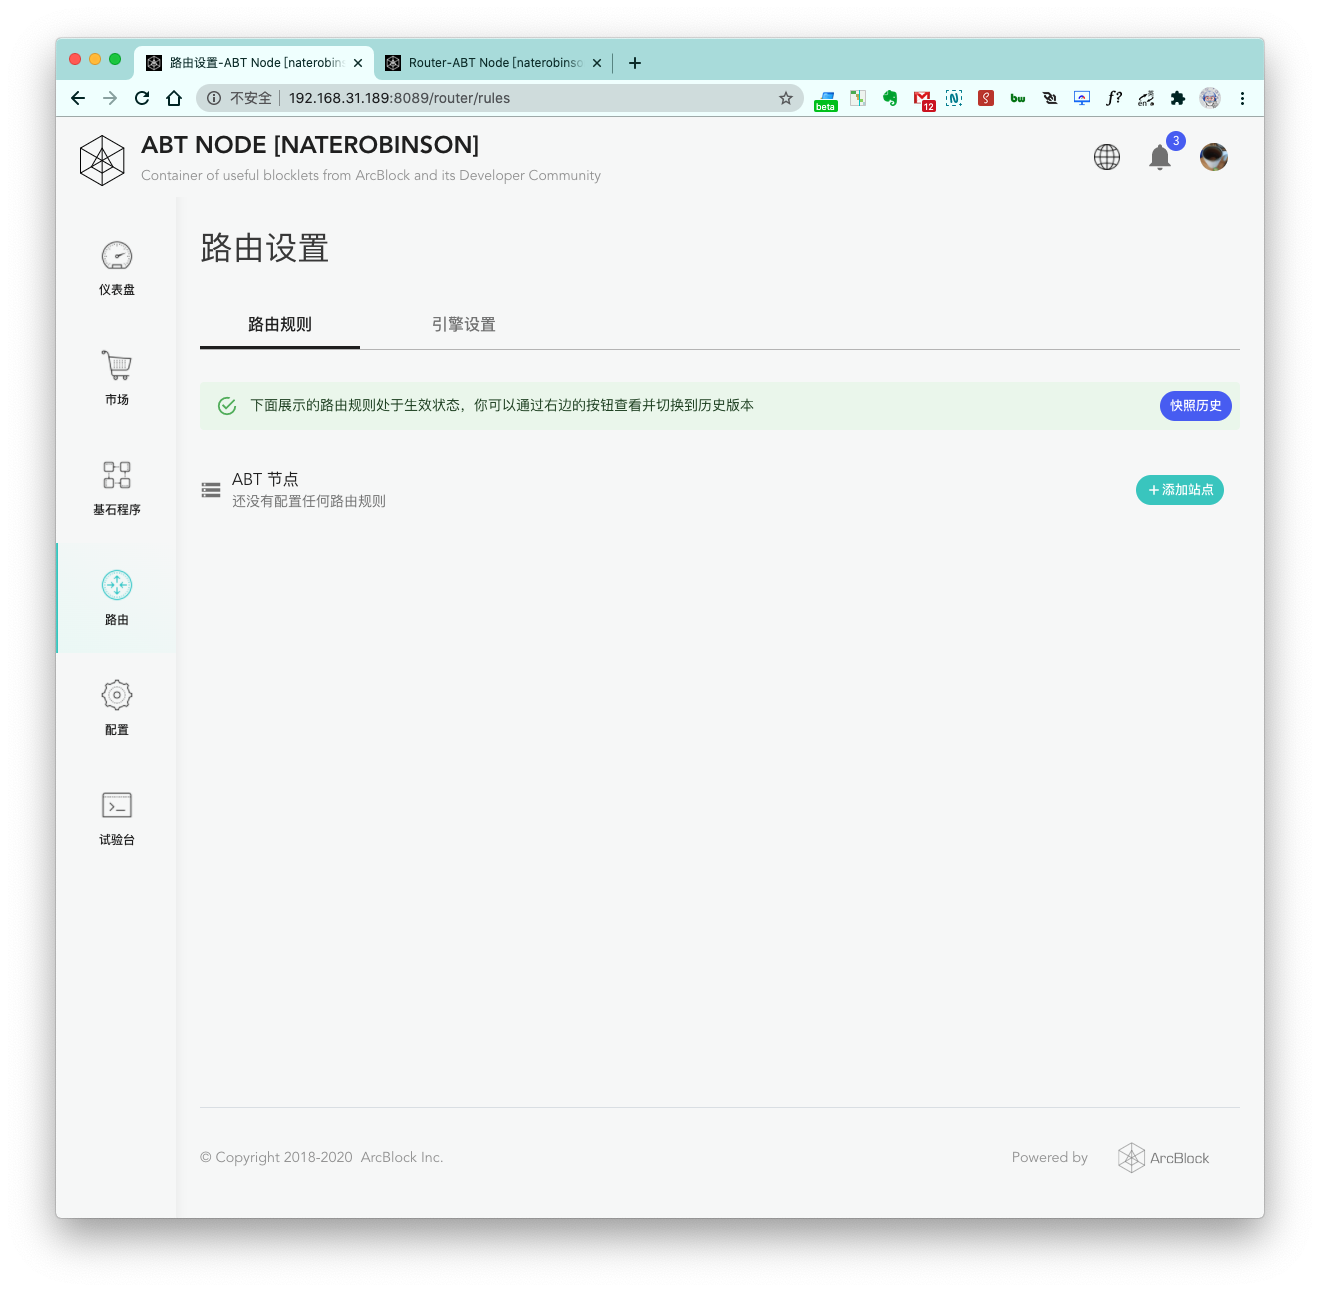 路由设置-ABT Node [naterobins
Router-ABT Node [naterobinso
不安全
192.168.31.189:8089/router/rules
beta
12
bw
f?
en
英
ABT NODE [NATEROBINSON]
Container of useful blocklets from ArcBlock and its Developer Community
3
仪表盘
市场
基石程序
路由
配置
试验台
路由设置
路由规则
引擎设置
下面展示的路由规则处于生效状态，你可以通过右边的按钮查看并切换到历史版本
快照历史
ABT 节点
还没有配置任何路由规则
+添加站点
© Copyright 2018-2020 ArcBlock Inc.
Powered by
ArcBlock